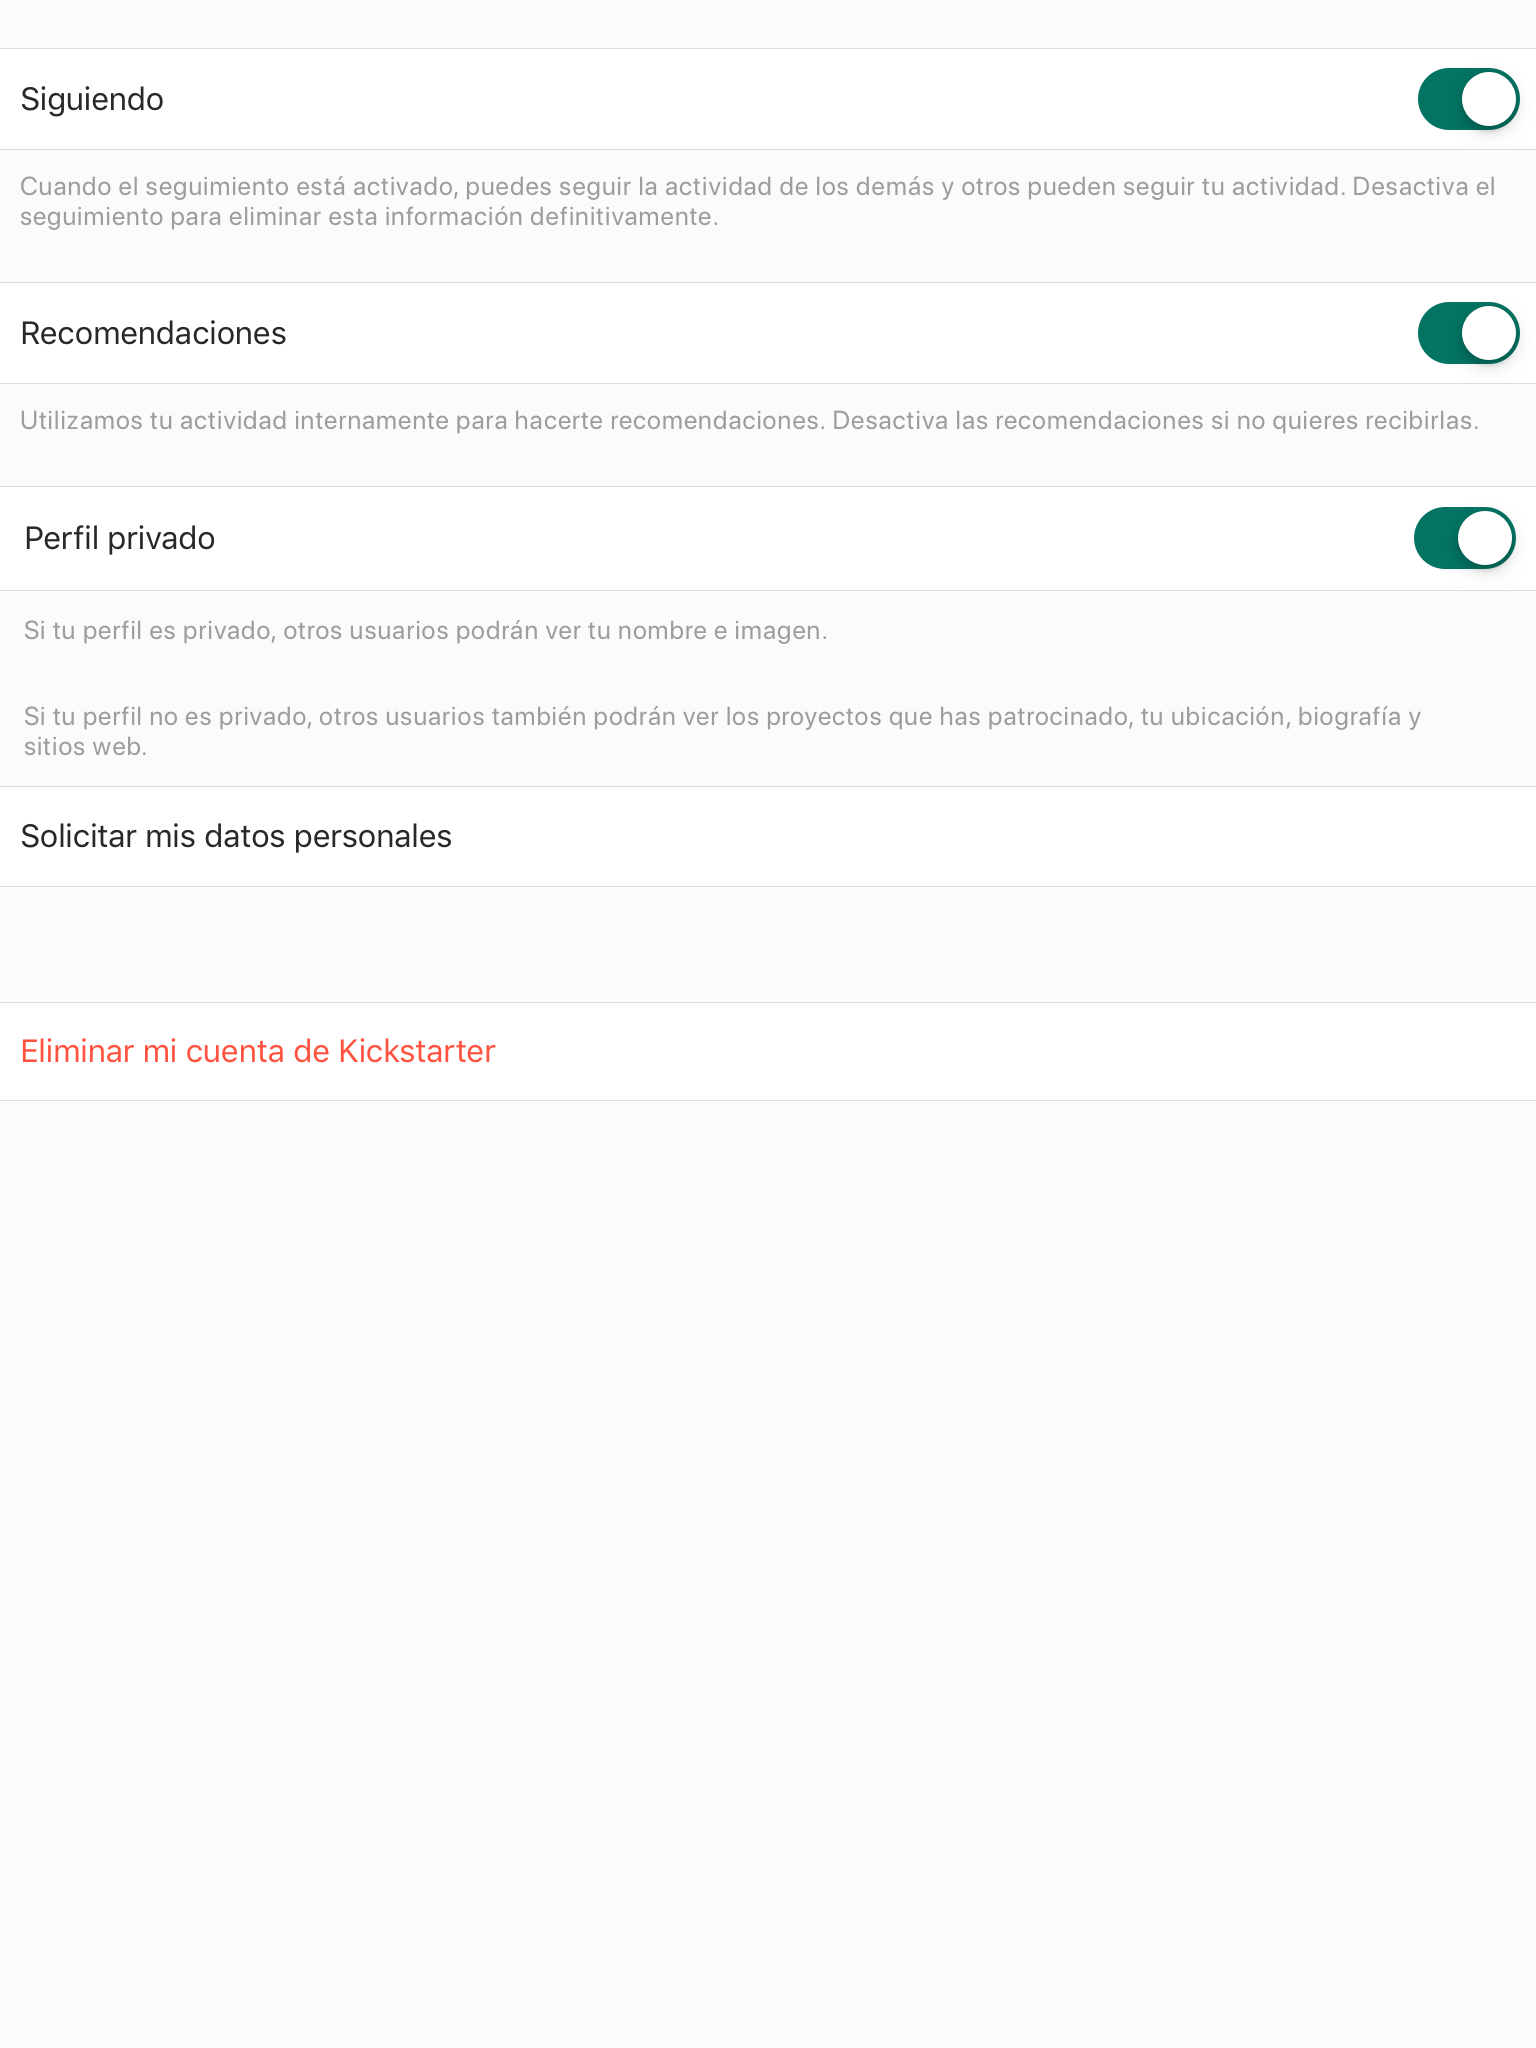 Siguiendo
Cuando el seguimiento está activado, puedes seguir la actividad de los demás y otros pueden seguir tu actividad. Desactiva el
seguimiento para eliminar esta información definitivamente.
Recomendaciones
Utilizamos tu actividad internamente para hacerte recomendaciones. Desactiva las recomendaciones si no quieres recibirlas.
Perfil privado
Si tu perfil es privado, otros usuarios podrán ver tu nombre e imagen.
Si tu perfil no es privado, otros usuarios también podrán ver los proyectos que has patrocinado, tu ubicación, biografía y
sitios web.
Solicitar mis datos personales
Eliminar mi cuenta de Kickstarter